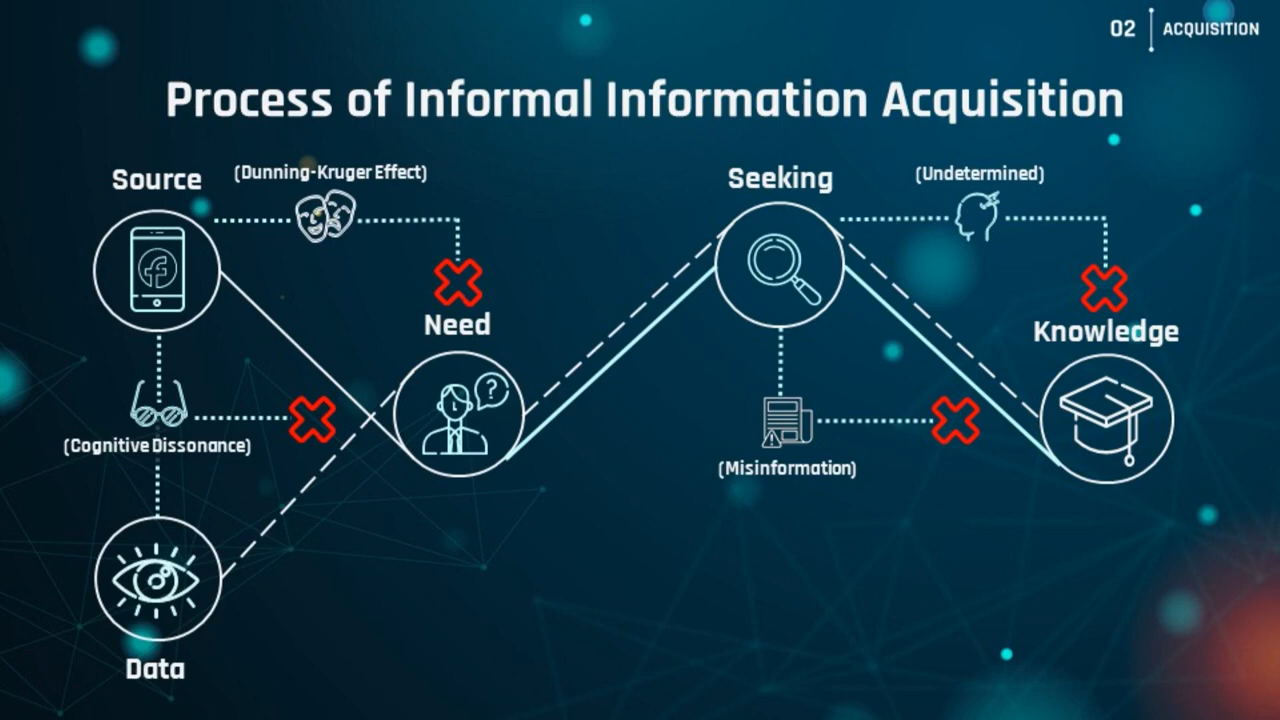 02 | ACQUISITION
Process of Informal Information Acquisition
Source
(Dunning-Kruger Effect)
Seeking
(Undetermined)
Need
Knowledge
?
(Cognitive Dissonance)
(Misinformation)
Data